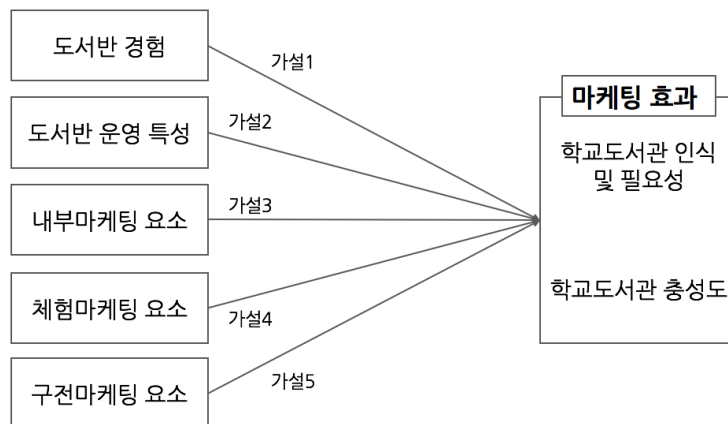 도서반 경험
가설1
마케팅 효과
도서반 운영 특성
가설2
학교도서관 인식
및 필요성
내부마케팅 요소
가설3
체험마케팅 요소
가설4
학교도서관 충성도
구전마케팅 요소
가설5